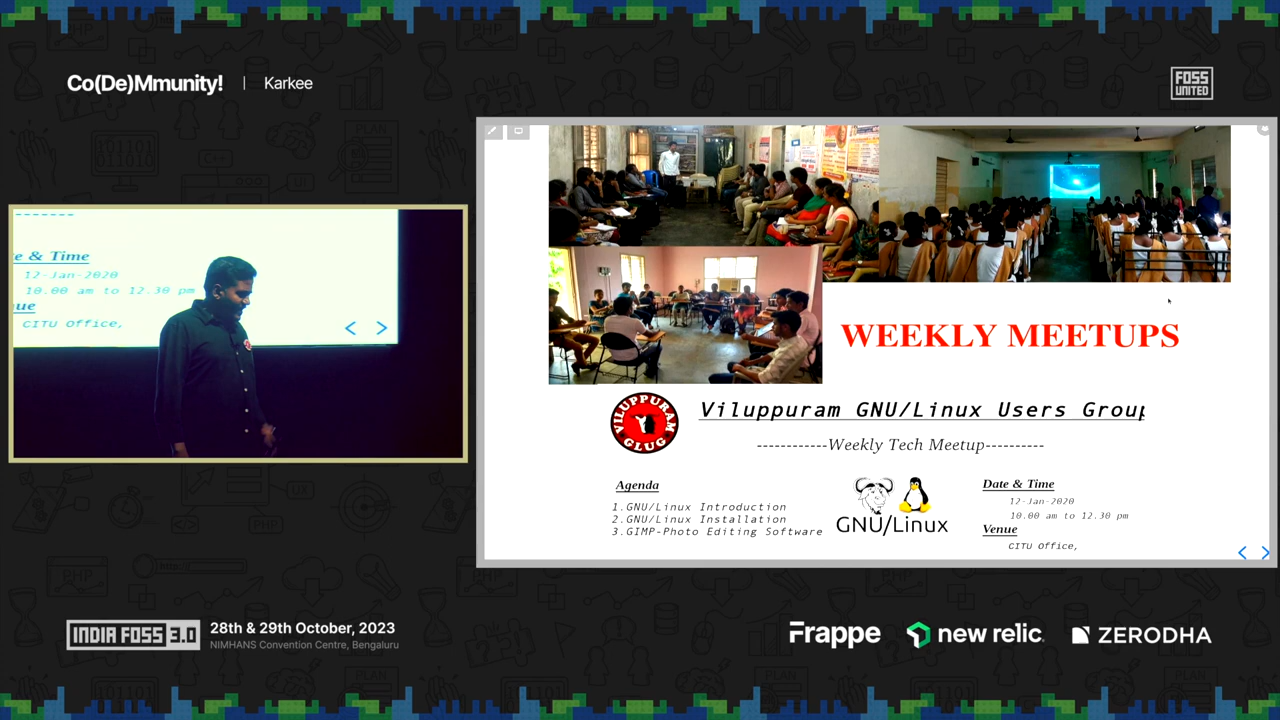 Co(De)Mmunity! | Karkee
FOSS
UNITED
e & Time
12-Jan-2020
10.00 am to 12.30 pm
ue
CITU Office,
WEEKLY MEETUPS
VILUPPURAM
GLUG
Viluppuram GNU/Linux Users Group
------------Weekly Tech Meetup----------
Agenda
1.GNU/Linux Introduction
2.GNU/Linux Installation
3.GIMP-Photo Editing Software
GNU/Linux
Date & Time
12-Jan-2020
10.00 am to 12.30 pm
Venue
CITU Office,
INDIA FOSS 3.0
28th & 29th October, 2023
NIMHANS Convention Centre, Bengaluru
Frappe
new relic
ZERODHA